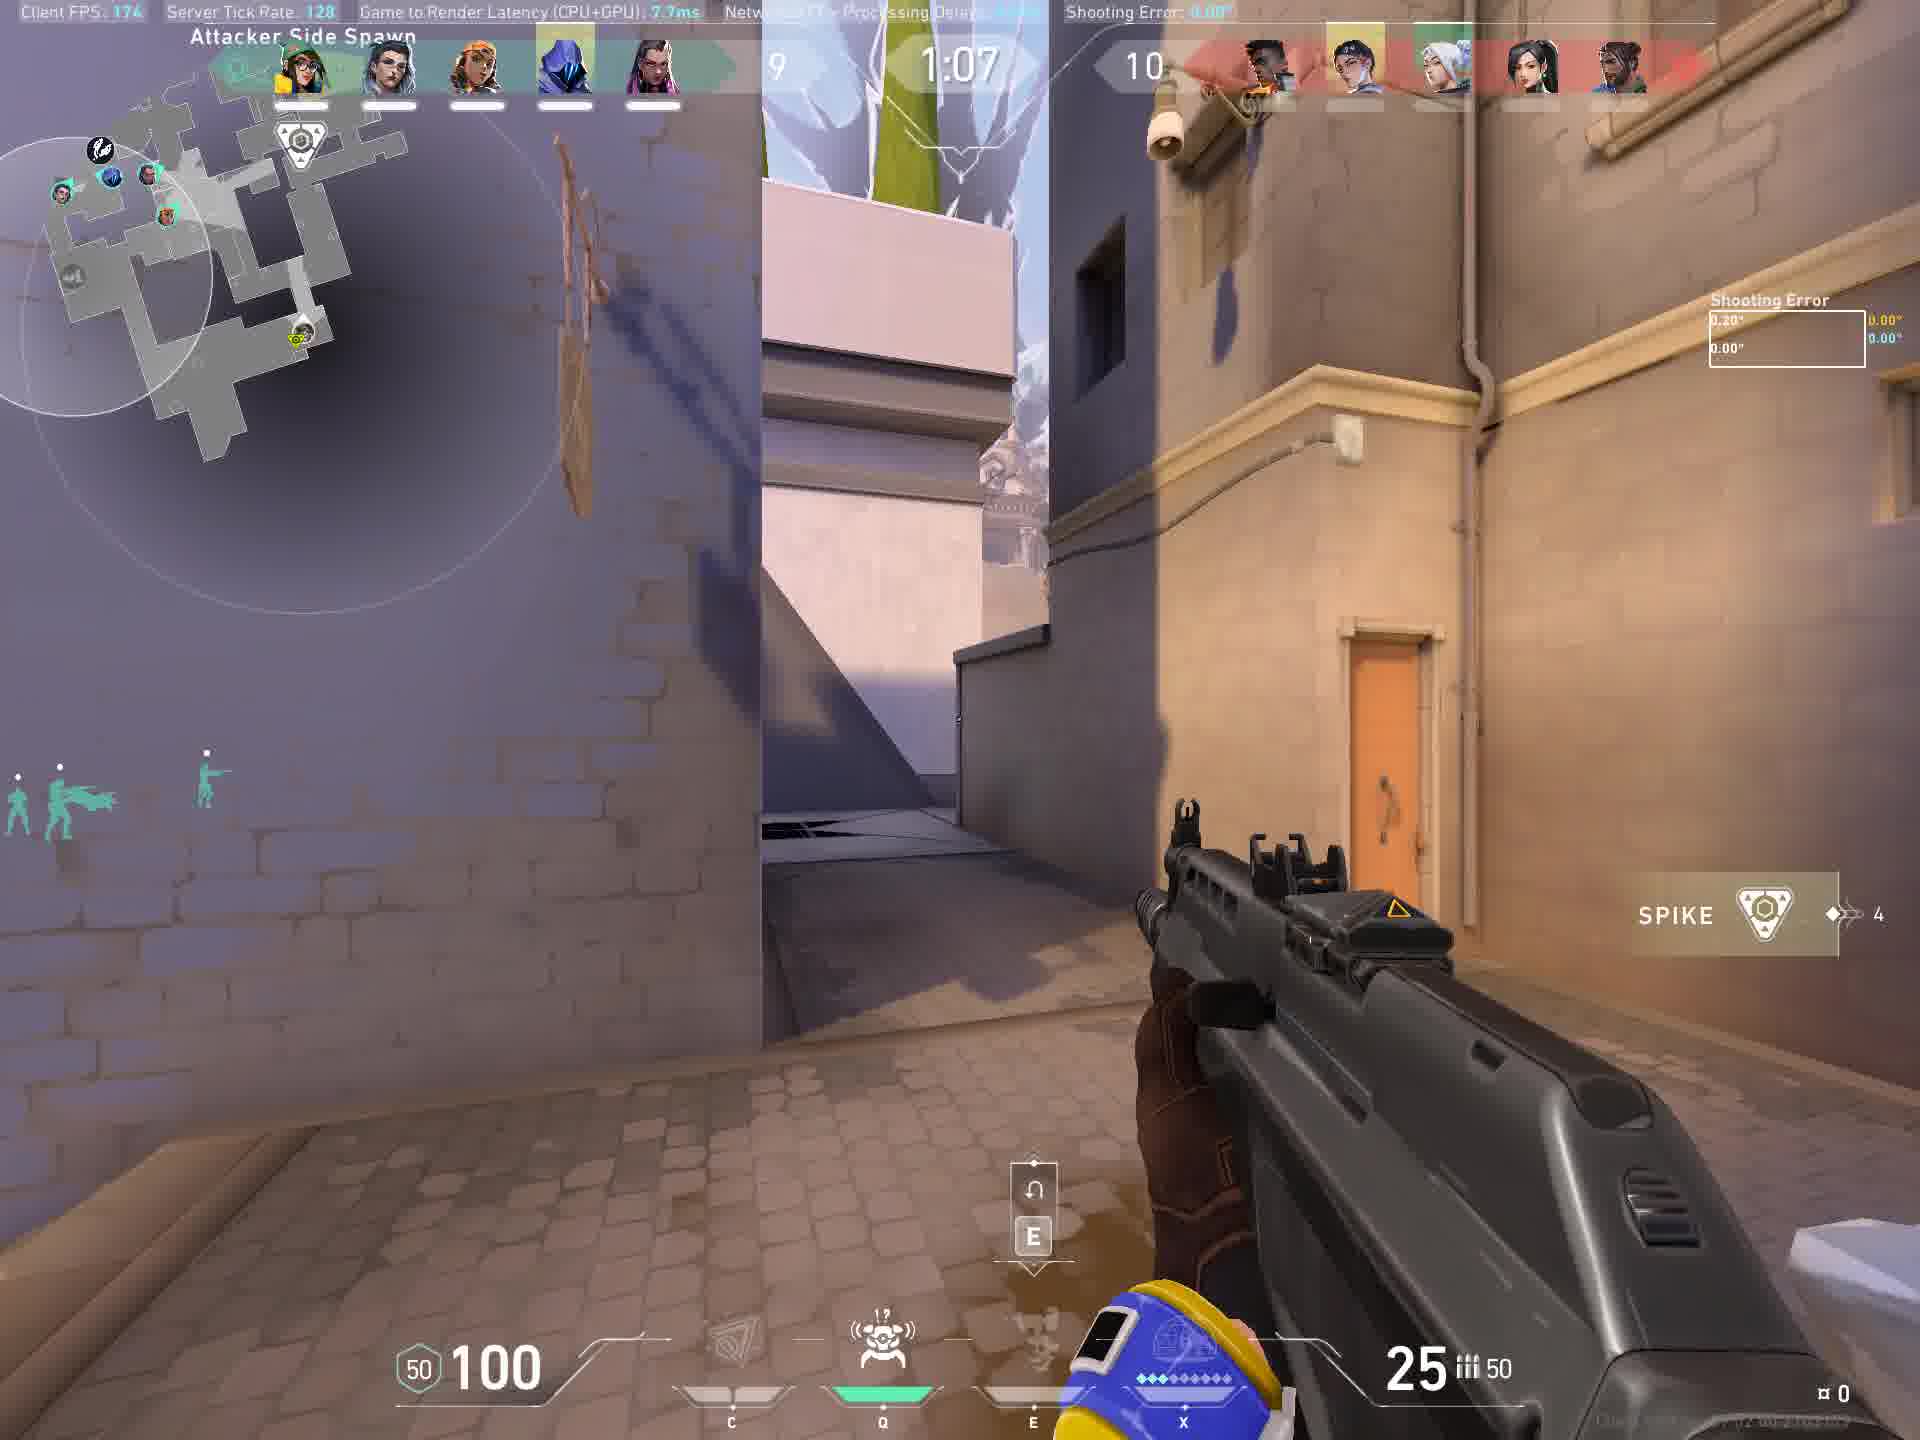 Client FPS: 174 Server Tick Rate: 128 Game to Render Latency (CPU+GPU): 7.7ms Processing Delay: Shooting Error: 0.00°
Attacker Side Spawn
9 1:07 10
Shooting Error
0.20° 0.00°
0.00°
0.00°
SPIKE 4
E
50 100
25 50
¤ 0
C Q E X